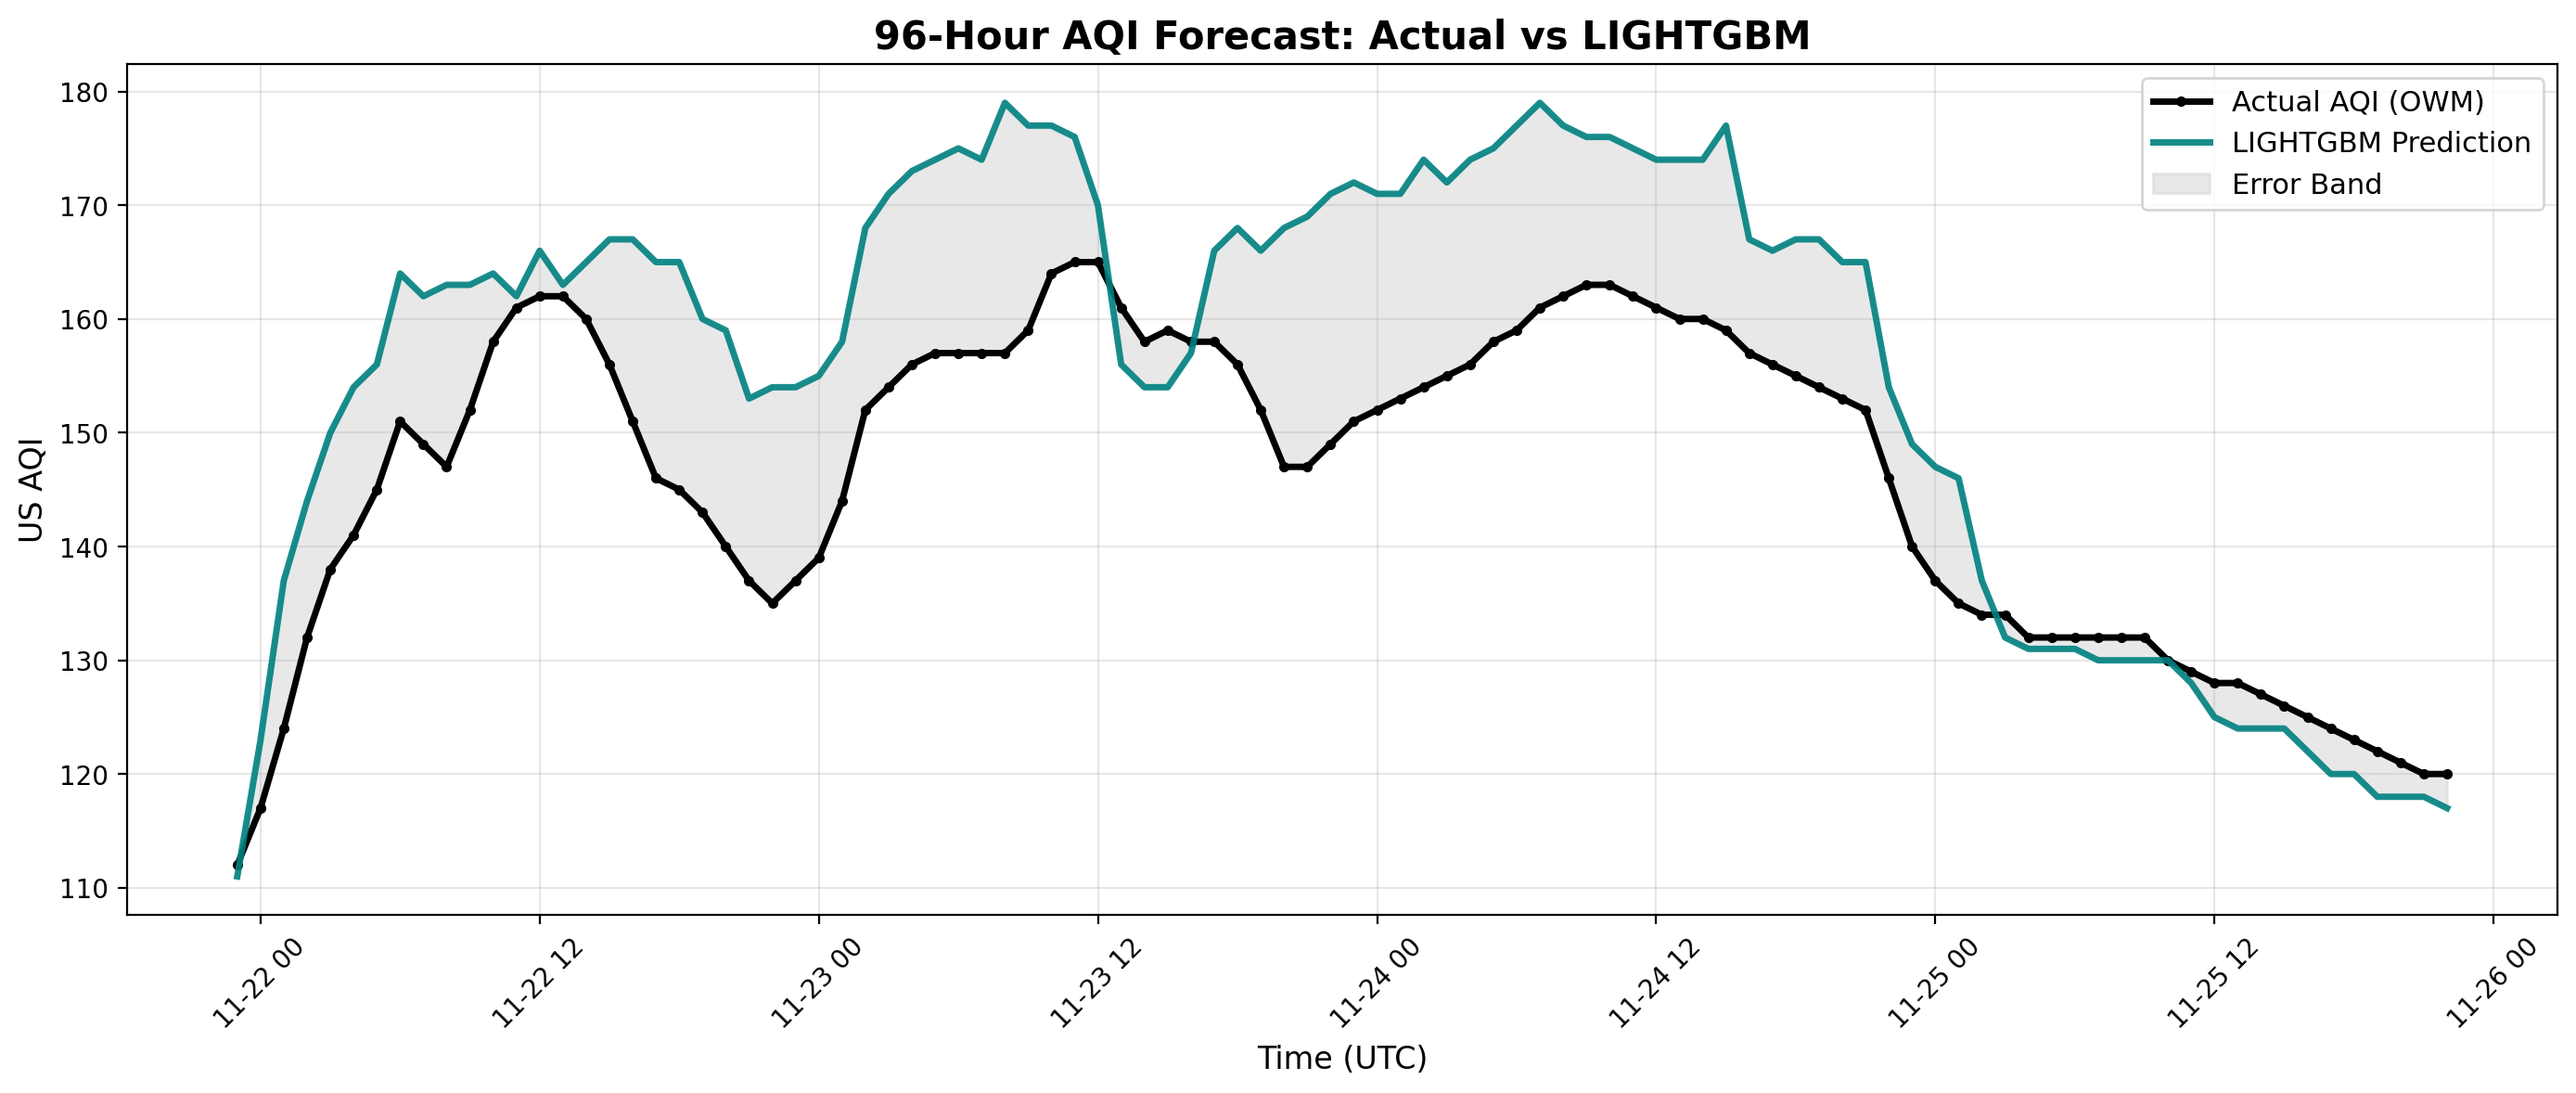 96-Hour AQI Forecast: Actual vs LIGHTGBM
Actual AQI (OWM)
LIGHTGBM Prediction
Error Band
US AQI
180
170
160
150
140
130
120
110
11-22 00
11-22 12
11-23 00
11-23 12
11-24 00
11-24 12
11-25 00
11-25 12
11-26 00
Time (UTC)